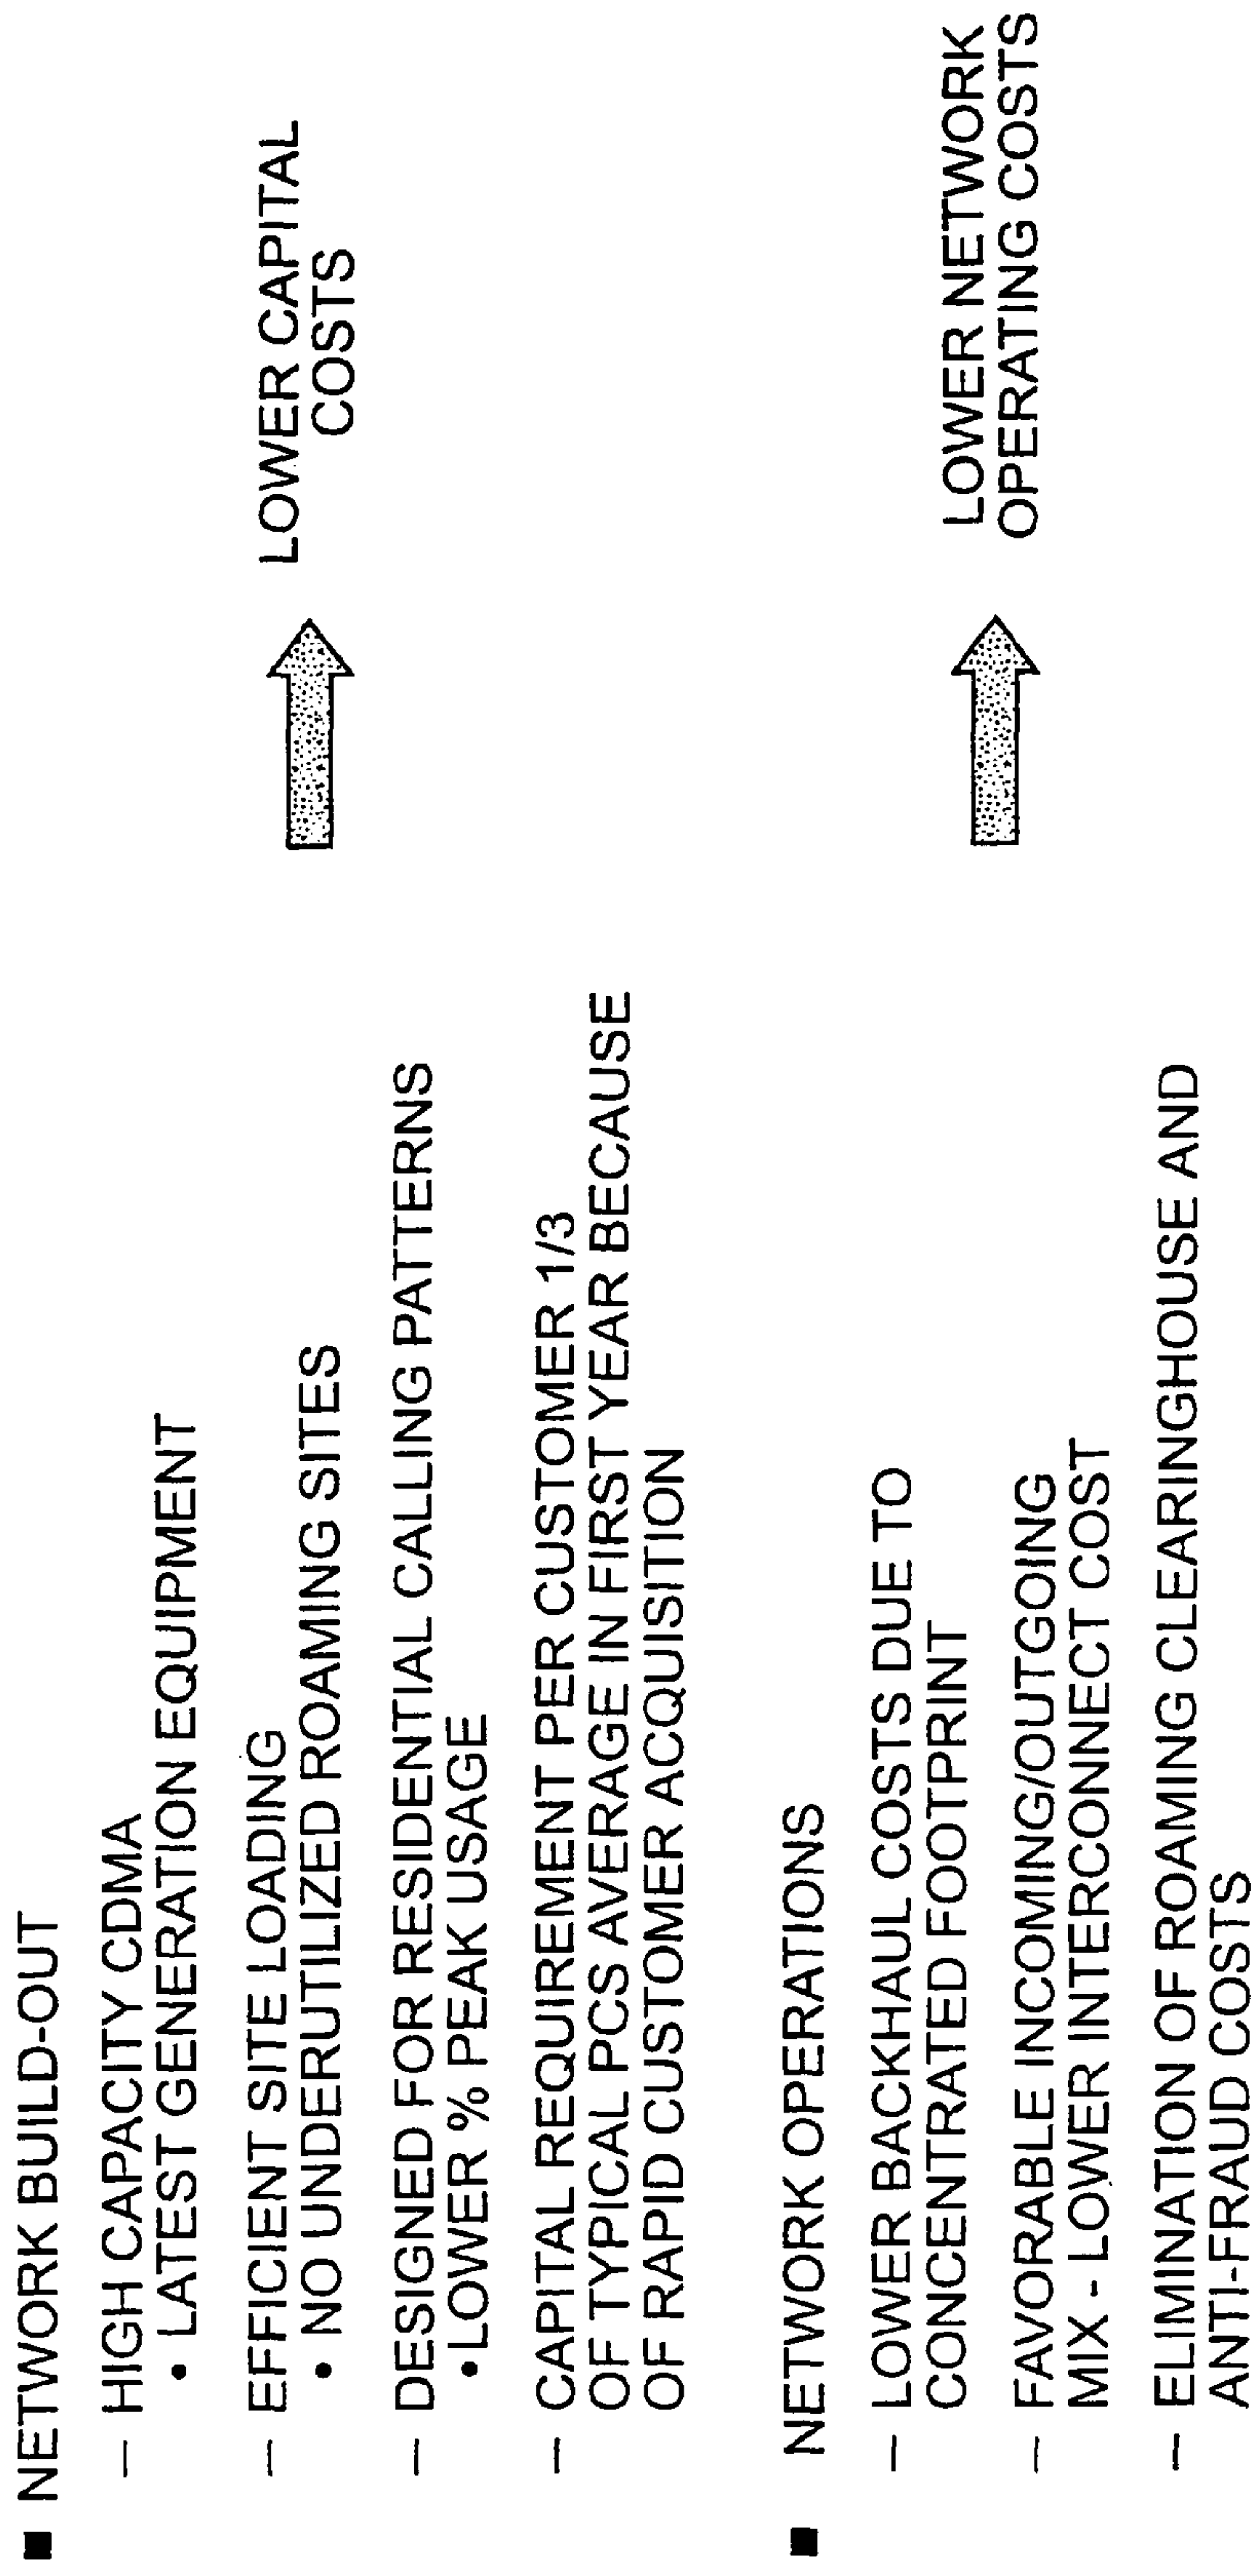 ■ NETWORK BUILD-OUT
– HIGH CAPACITY CDMA
• LATEST GENERATION EQUIPMENT
– EFFICIENT SITE LOADING
• NO UNDERUTILIZED ROAMING SITES
– DESIGNED FOR RESIDENTIAL CALLING PATTERNS
• LOWER % PEAK USAGE
– CAPITAL REQUIREMENT PER CUSTOMER 1/3
OF TYPICAL PCS AVERAGE IN FIRST YEAR BECAUSE
OF RAPID CUSTOMER ACQUISITION
LOWER CAPITAL
COSTS
■ NETWORK OPERATIONS
– LOWER BACKHAUL COSTS DUE TO
CONCENTRATED FOOTPRINT
– FAVORABLE INCOMING/OUTGOING
MIX - LOWER INTERCONNECT COST
– ELIMINATION OF ROAMING CLEARINGHOUSE AND
ANTI-FRAUD COSTS
LOWER NETWORK
OPERATING COSTS